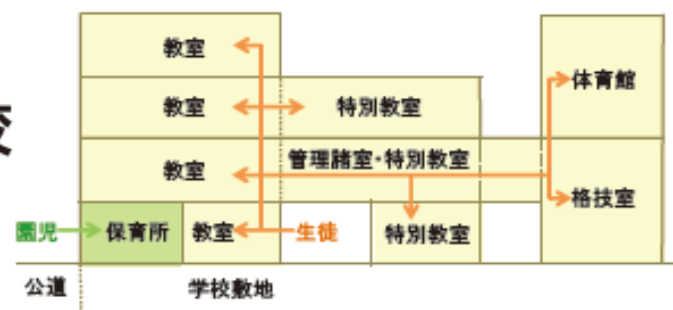 教室
体育館
教室
特別教室
校
教室
管理諸室・特別教室
格技室
園児
保育所
教室
生徒
特別教室
公道
学校敷地